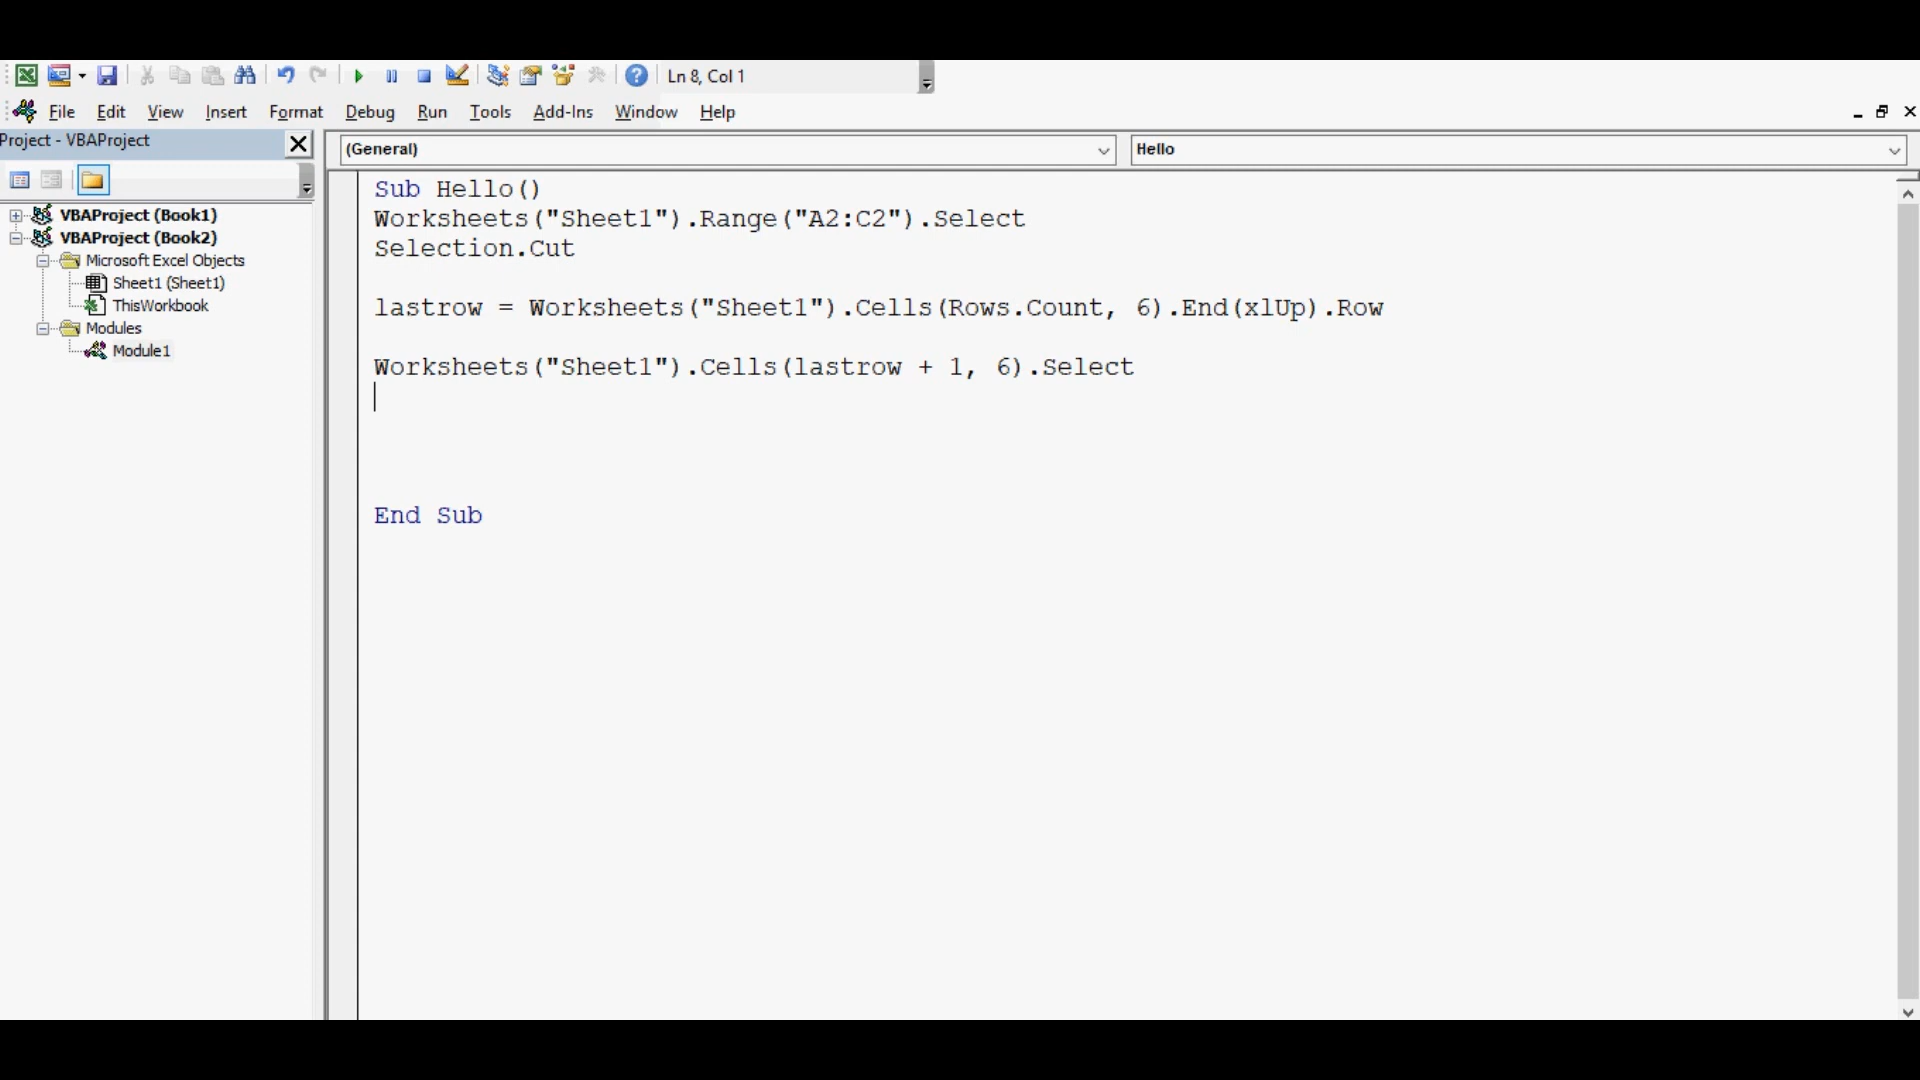 Ln 8, Col 1
File Edit View Insert Format Debug Run Tools Add-Ins Window Help
Project - VBAProject
(General)
Hello
VBAProject (Book1)
VBAProject (Book2)
Microsoft Excel Objects
Sheet1 (Sheet1)
ThisWorkbook
Modules
Module1
Sub Hello()
Worksheets("Sheet1").Range("A2:C2").Select
Selection.Cut
lastrow = Worksheets("Sheet1").Cells(Rows.Count, 6).End(xlUp).Row
Worksheets("Sheet1").Cells(lastrow + 1, 6).Select
End Sub